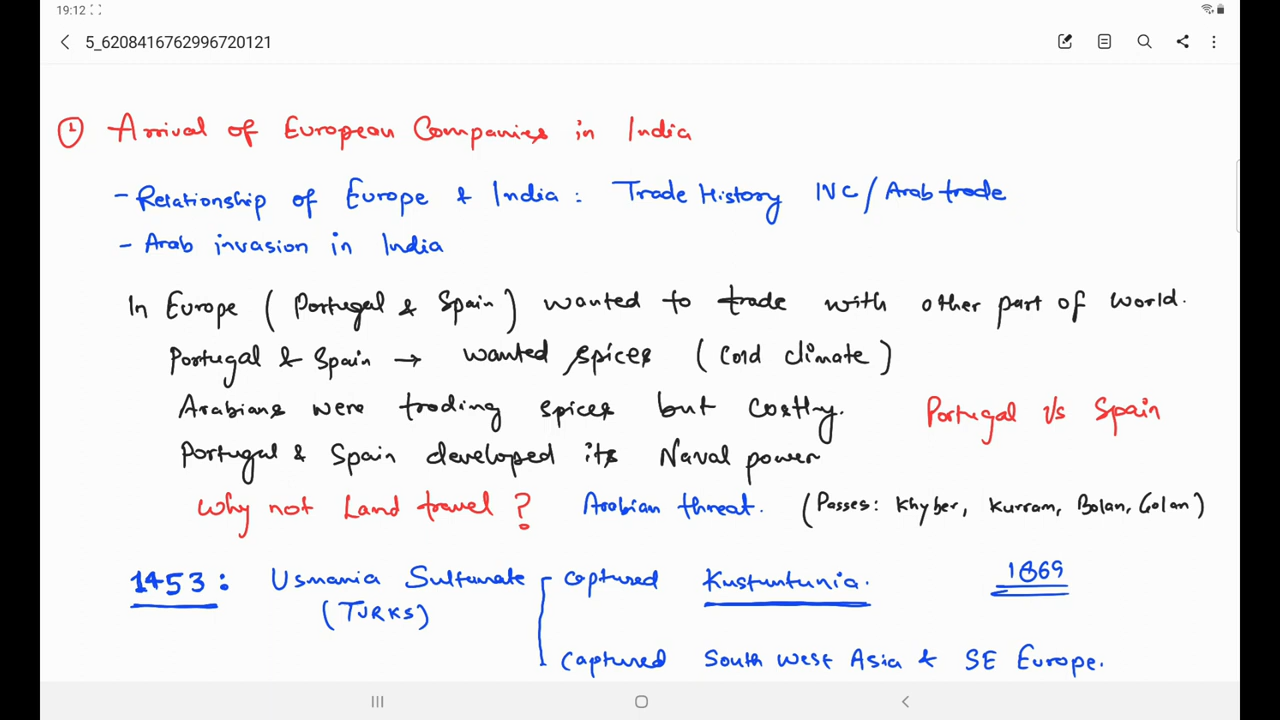 19:12
5_6208416762996720121
1 Arrival of European Companies in India
- Relationship of Europe & India : Trade History INC / Arab trade
- Arab invasion in India
In Europe ( Portugal & Spain ) wanted to trade with other part of world.
Portugal & Spain → wanted spices ( Cold climate )
Arabians were trading spices but costly. Portugal v/s Spain
Portugal & Spain developed its Naval power
Why not Land travel ? Arabian threat. (Passes: Khyber, Kurram, Bolan, Golan)
1453 : Usmania Sultanate captured Kustuntunia. 1869
(TURKS)
captured South west Asia & SE Europe.